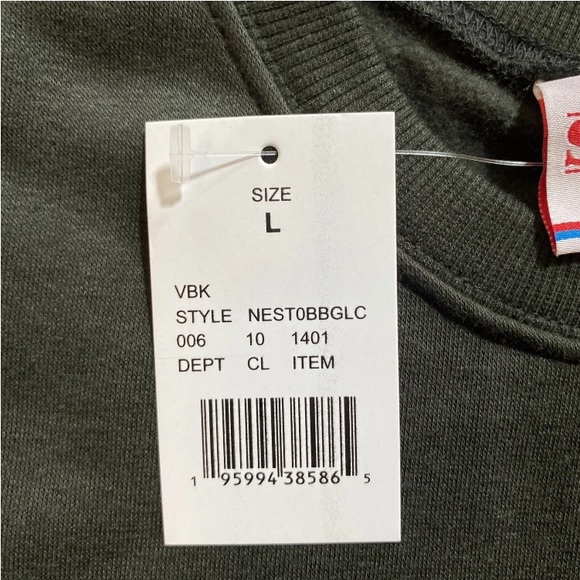 SIZE
L
VBK
STYLE NEST0BBGLC
006 10 1401
DEPT CL ITEM
1 95994 38586 5